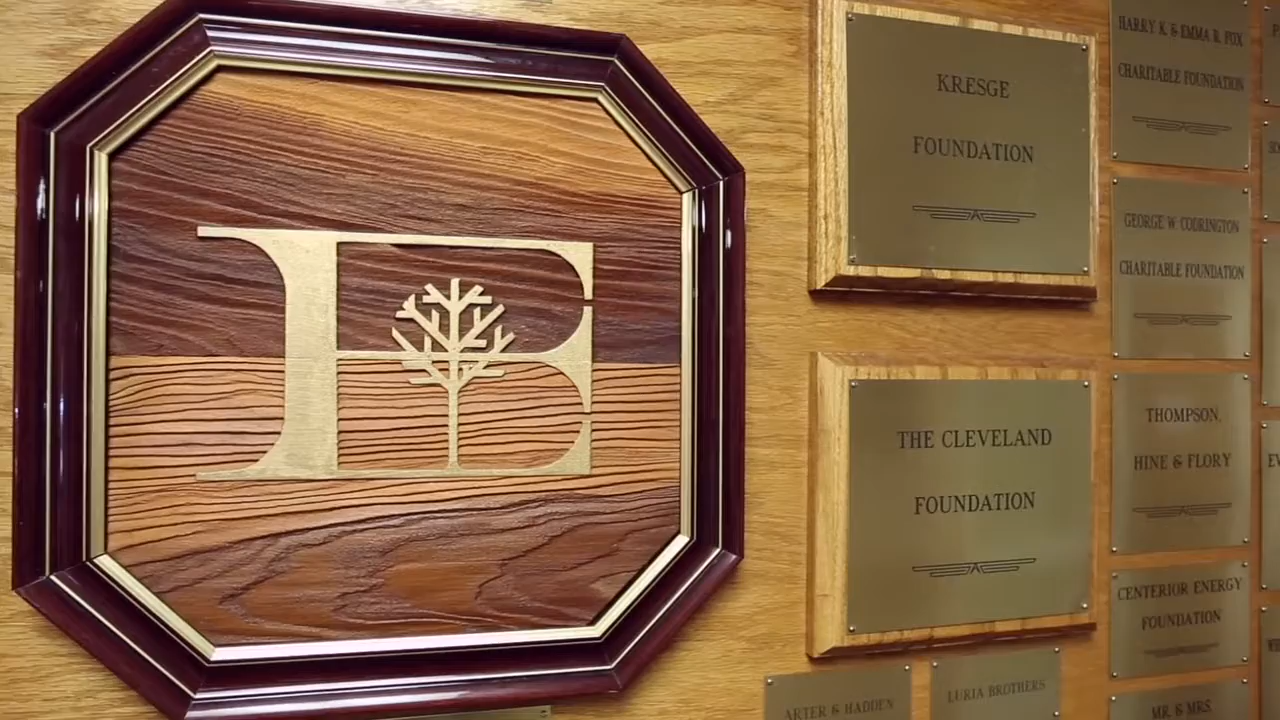 E
KRESGE
FOUNDATION
THE CLEVELAND
FOUNDATION
ARTER & HADDEN
LURIA BROTHERS
HARRY K. & EMMA R. FOX
CHARITABLE FOUNDATION
GEORGE W. CODRINGTON
CHARITABLE FOUNDATION
THOMPSON,
HINE & FLORY
CENTERIOR ENERGY
FOUNDATION
MR. & MRS.